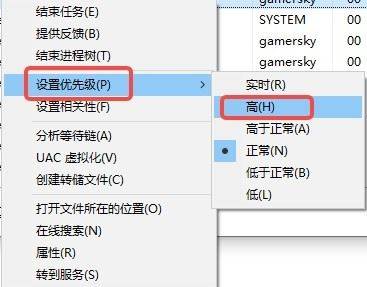 结束任务(E)
提供反馈(B)
结束进程树(T)
设置优先级(P)
设置相关性(F)
分析等待链(A)
UAC 虚拟化(V)
创建转储文件(C)
打开文件所在的位置(O)
在线搜索(N)
属性(R)
转到服务(S)
gamersky 00
SYSTEM 00
gamersky 00
gamersky 00
实时(R)
高(H)
高于正常(A)
正常(N)
低于正常(B)
低(L)